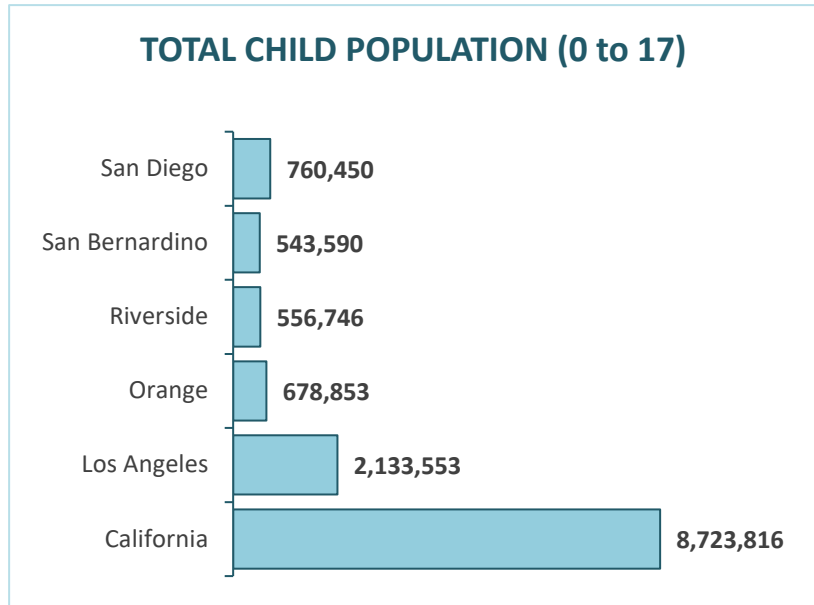 TOTAL CHILD POPULATION (0 to 17)
San Diego 760,450
San Bernardino 543,590
Riverside 556,746
Orange 678,853
Los Angeles 2,133,553
California 8,723,816